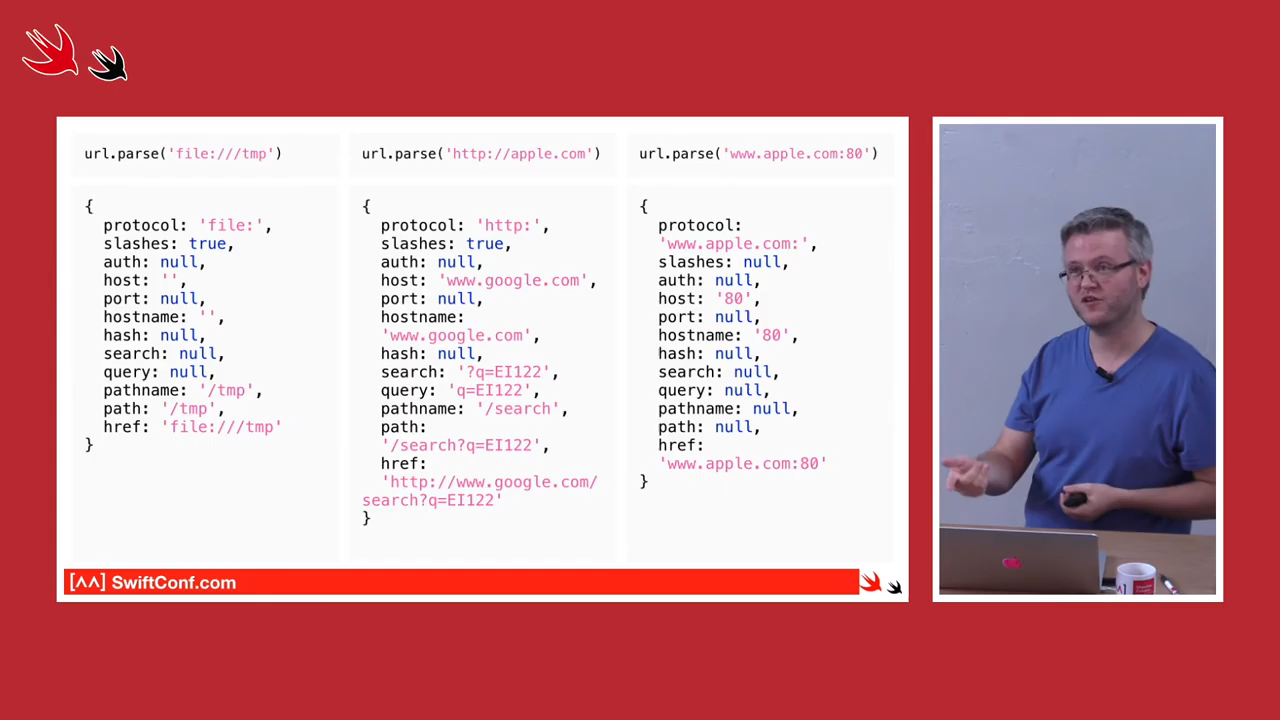 url.parse('file:///tmp')
{
protocol: 'file:',
slashes: true,
auth: null,
host: '',
port: null,
hostname: '',
hash: null,
search: null,
query: null,
pathname: '/tmp',
path: '/tmp',
href: 'file:///tmp'
}
url.parse('http://apple.com')
{
protocol: 'http:',
slashes: true,
auth: null,
host: 'www.google.com',
port: null,
hostname:
'www.google.com',
hash: null,
search: '?q=EI122',
query: 'q=EI122',
pathname: '/search',
path:
'/search?q=EI122',
href:
'http://www.google.com/
search?q=EI122'
}
url.parse('www.apple.com:80')
{
protocol:
'www.apple.com:',
slashes: null,
auth: null,
host: '80',
port: null,
hostname: '80',
hash: null,
search: null,
query: null,
pathname: null,
path: null,
href:
'www.apple.com:80'
}
[^^] SwiftConf.com